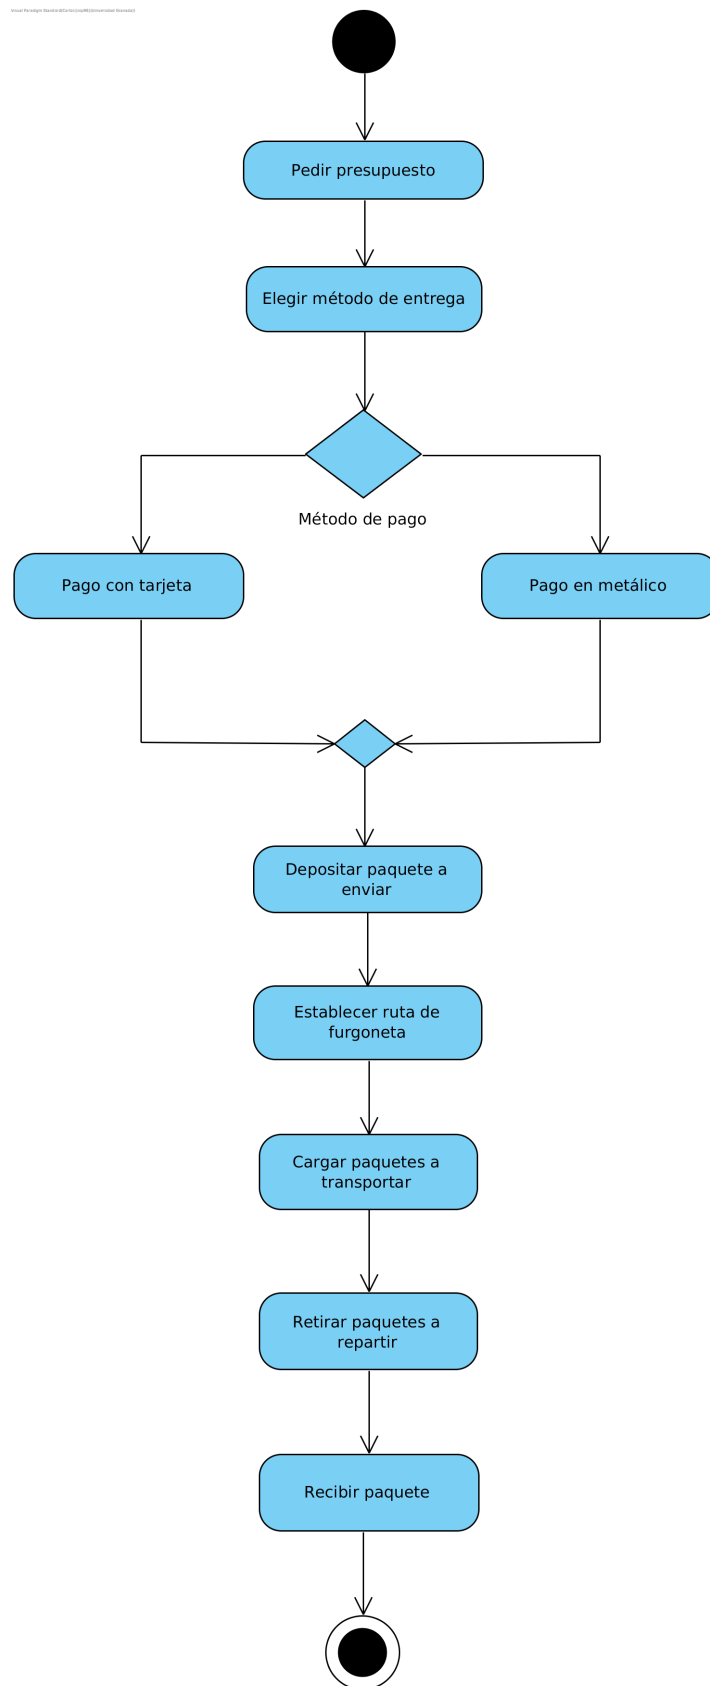 Pedir presupuesto
Elegir método de entrega
Método de pago
Pago con tarjeta
Pago en metálico
Depositar paquete a
enviar
Establecer ruta de
furgoneta
Cargar paquetes a
transportar
Retirar paquetes a
repartir
Recibir paquete